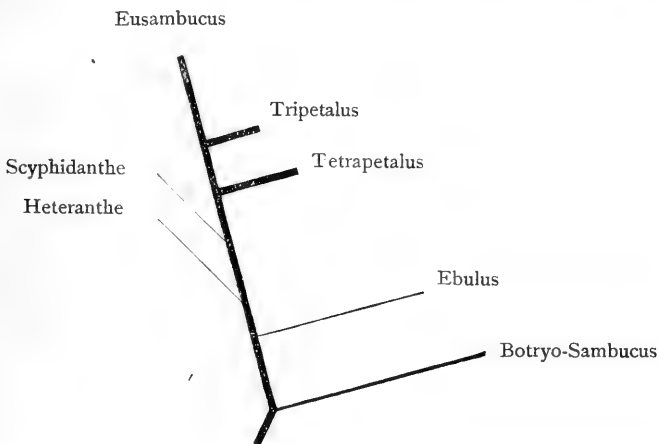 Eusambucus
Tripetalus
Tetrapetalus
Scyphidanthe
Heteranthe
Ebulus
Botryo-Sambucus